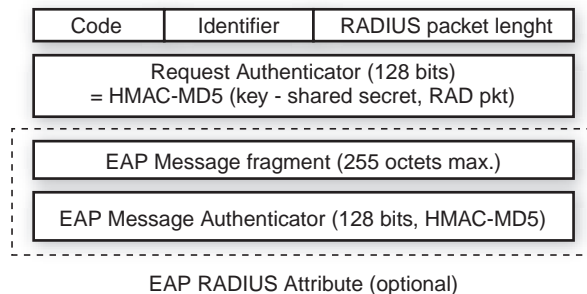 Code Identifier RADIUS packet lenght
Request Authenticator (128 bits)
= HMAC-MD5 (key - shared secret, RAD pkt)
EAP Message fragment (255 octets max.)
EAP Message Authenticator (128 bits, HMAC-MD5)
EAP RADIUS Attribute (optional)